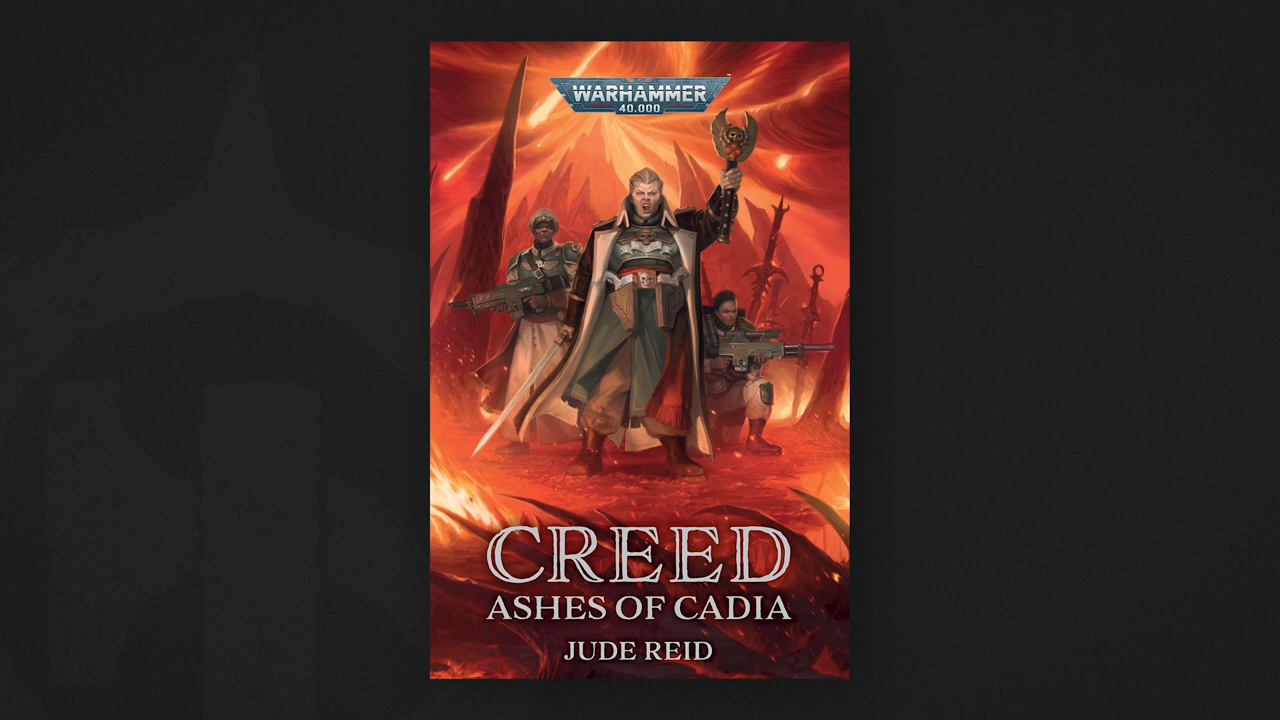 WARHAMMER
40,000
CREED
ASHES OF CADIA
JUDE REID